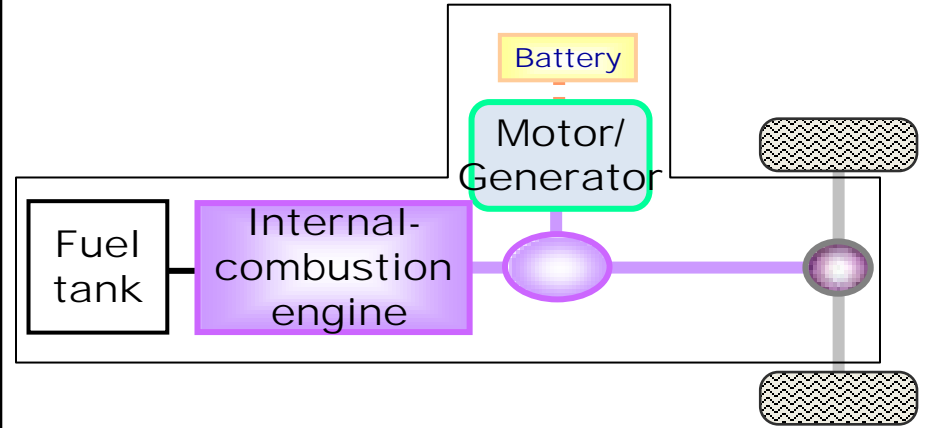 Battery
Motor/
Generator
Fuel
tank
Internal-
combustion
engine